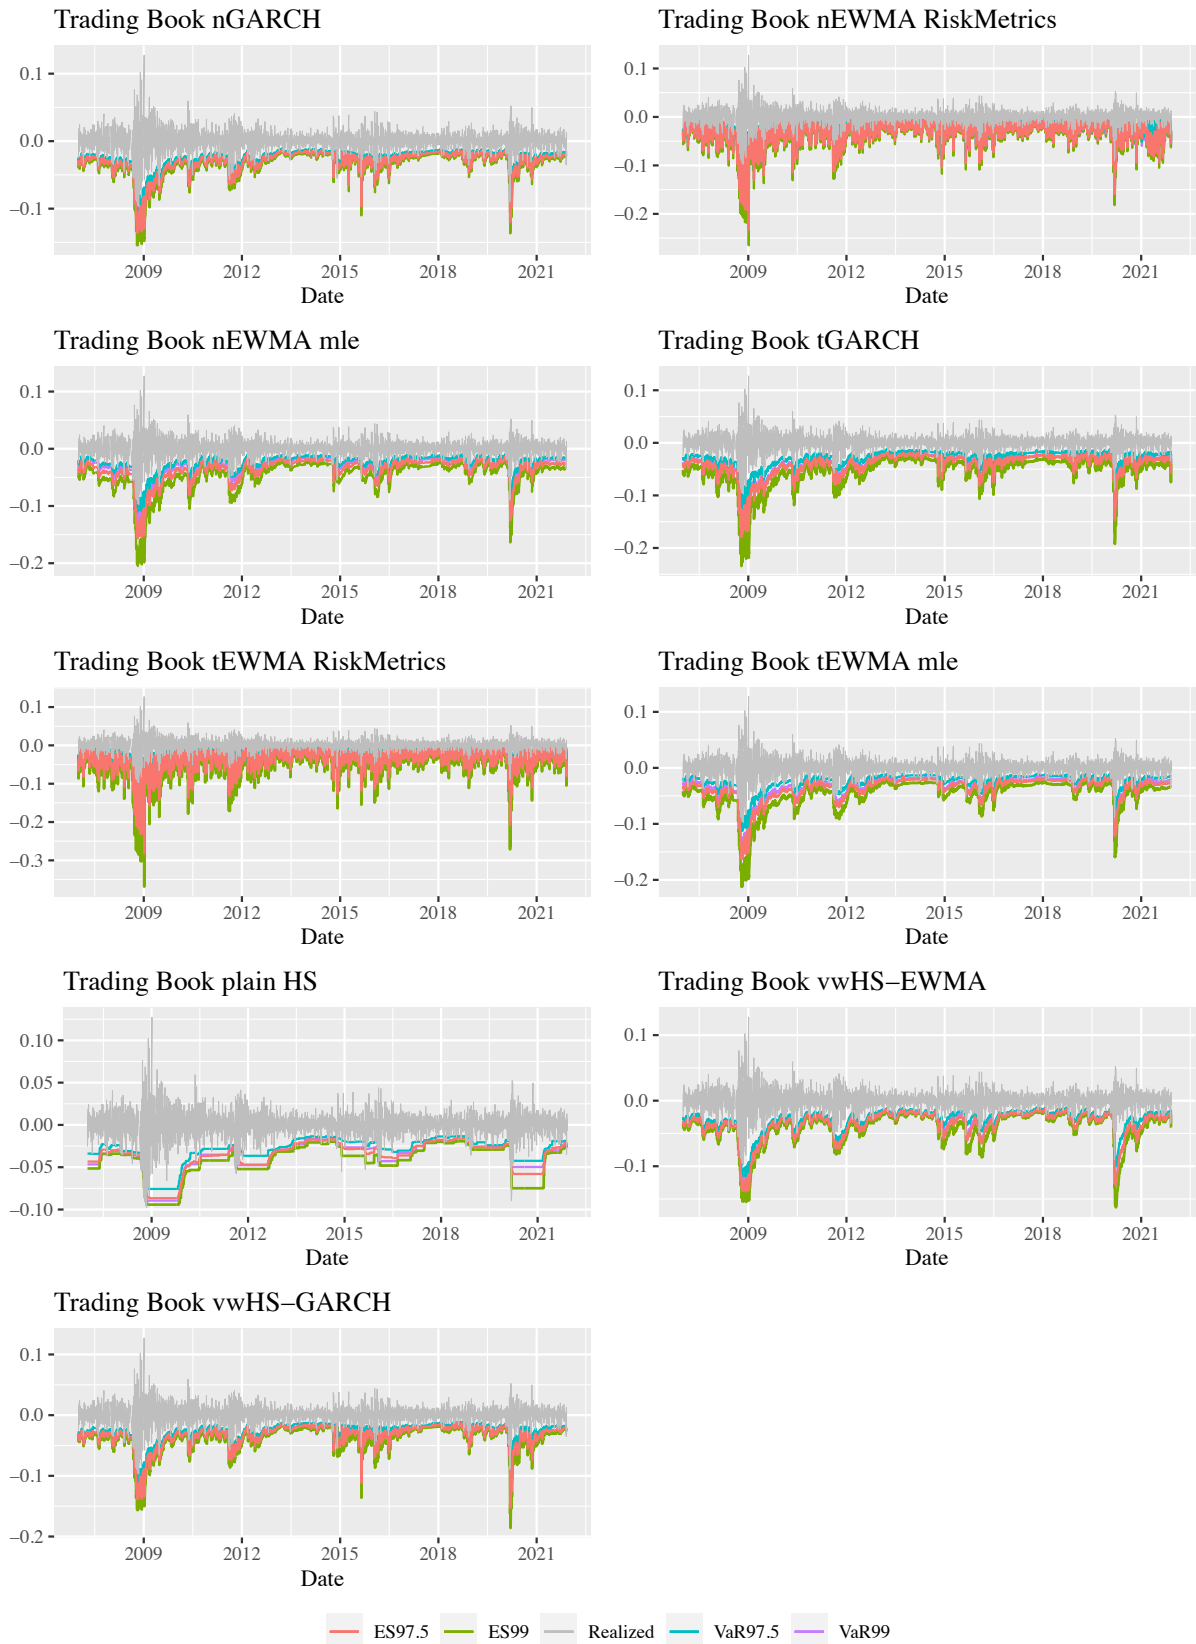 Trading Book nGARCH
0.1
0.0
−0.1
2009 2012 2015 2018 2021
Date
Trading Book nEWMA RiskMetrics
0.1
0.0
−0.1
−0.2
2009 2012 2015 2018 2021
Date
Trading Book nEWMA mle
0.1
0.0
−0.1
−0.2
2009 2012 2015 2018 2021
Date
Trading Book tGARCH
0.1
0.0
−0.1
−0.2
2009 2012 2015 2018 2021
Date
Trading Book tEWMA RiskMetrics
0.1
0.0
−0.1
−0.2
−0.3
2009 2012 2015 2018 2021
Date
Trading Book tEWMA mle
0.1
0.0
−0.1
−0.2
2009 2012 2015 2018 2021
Date
Trading Book plain HS
0.10
0.05
0.00
−0.05
−0.10
2009 2012 2015 2018 2021
Date
Trading Book vwHS−EWMA
0.1
0.0
−0.1
2009 2012 2015 2018 2021
Date
Trading Book vwHS−GARCH
0.1
0.0
−0.1
−0.2
2009 2012 2015 2018 2021
Date
ES97.5 ES99 Realized VaR97.5 VaR99